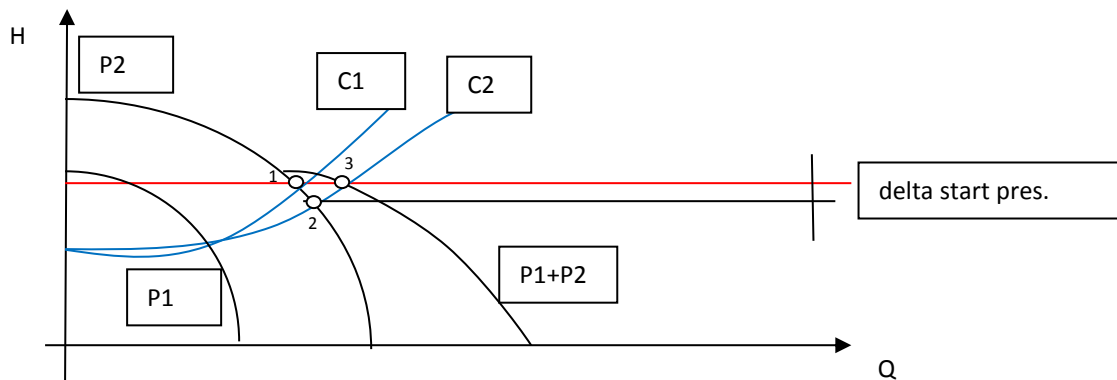 H
P2
C1
C2
1
3
delta start pres.
2
P1
P1+P2
Q